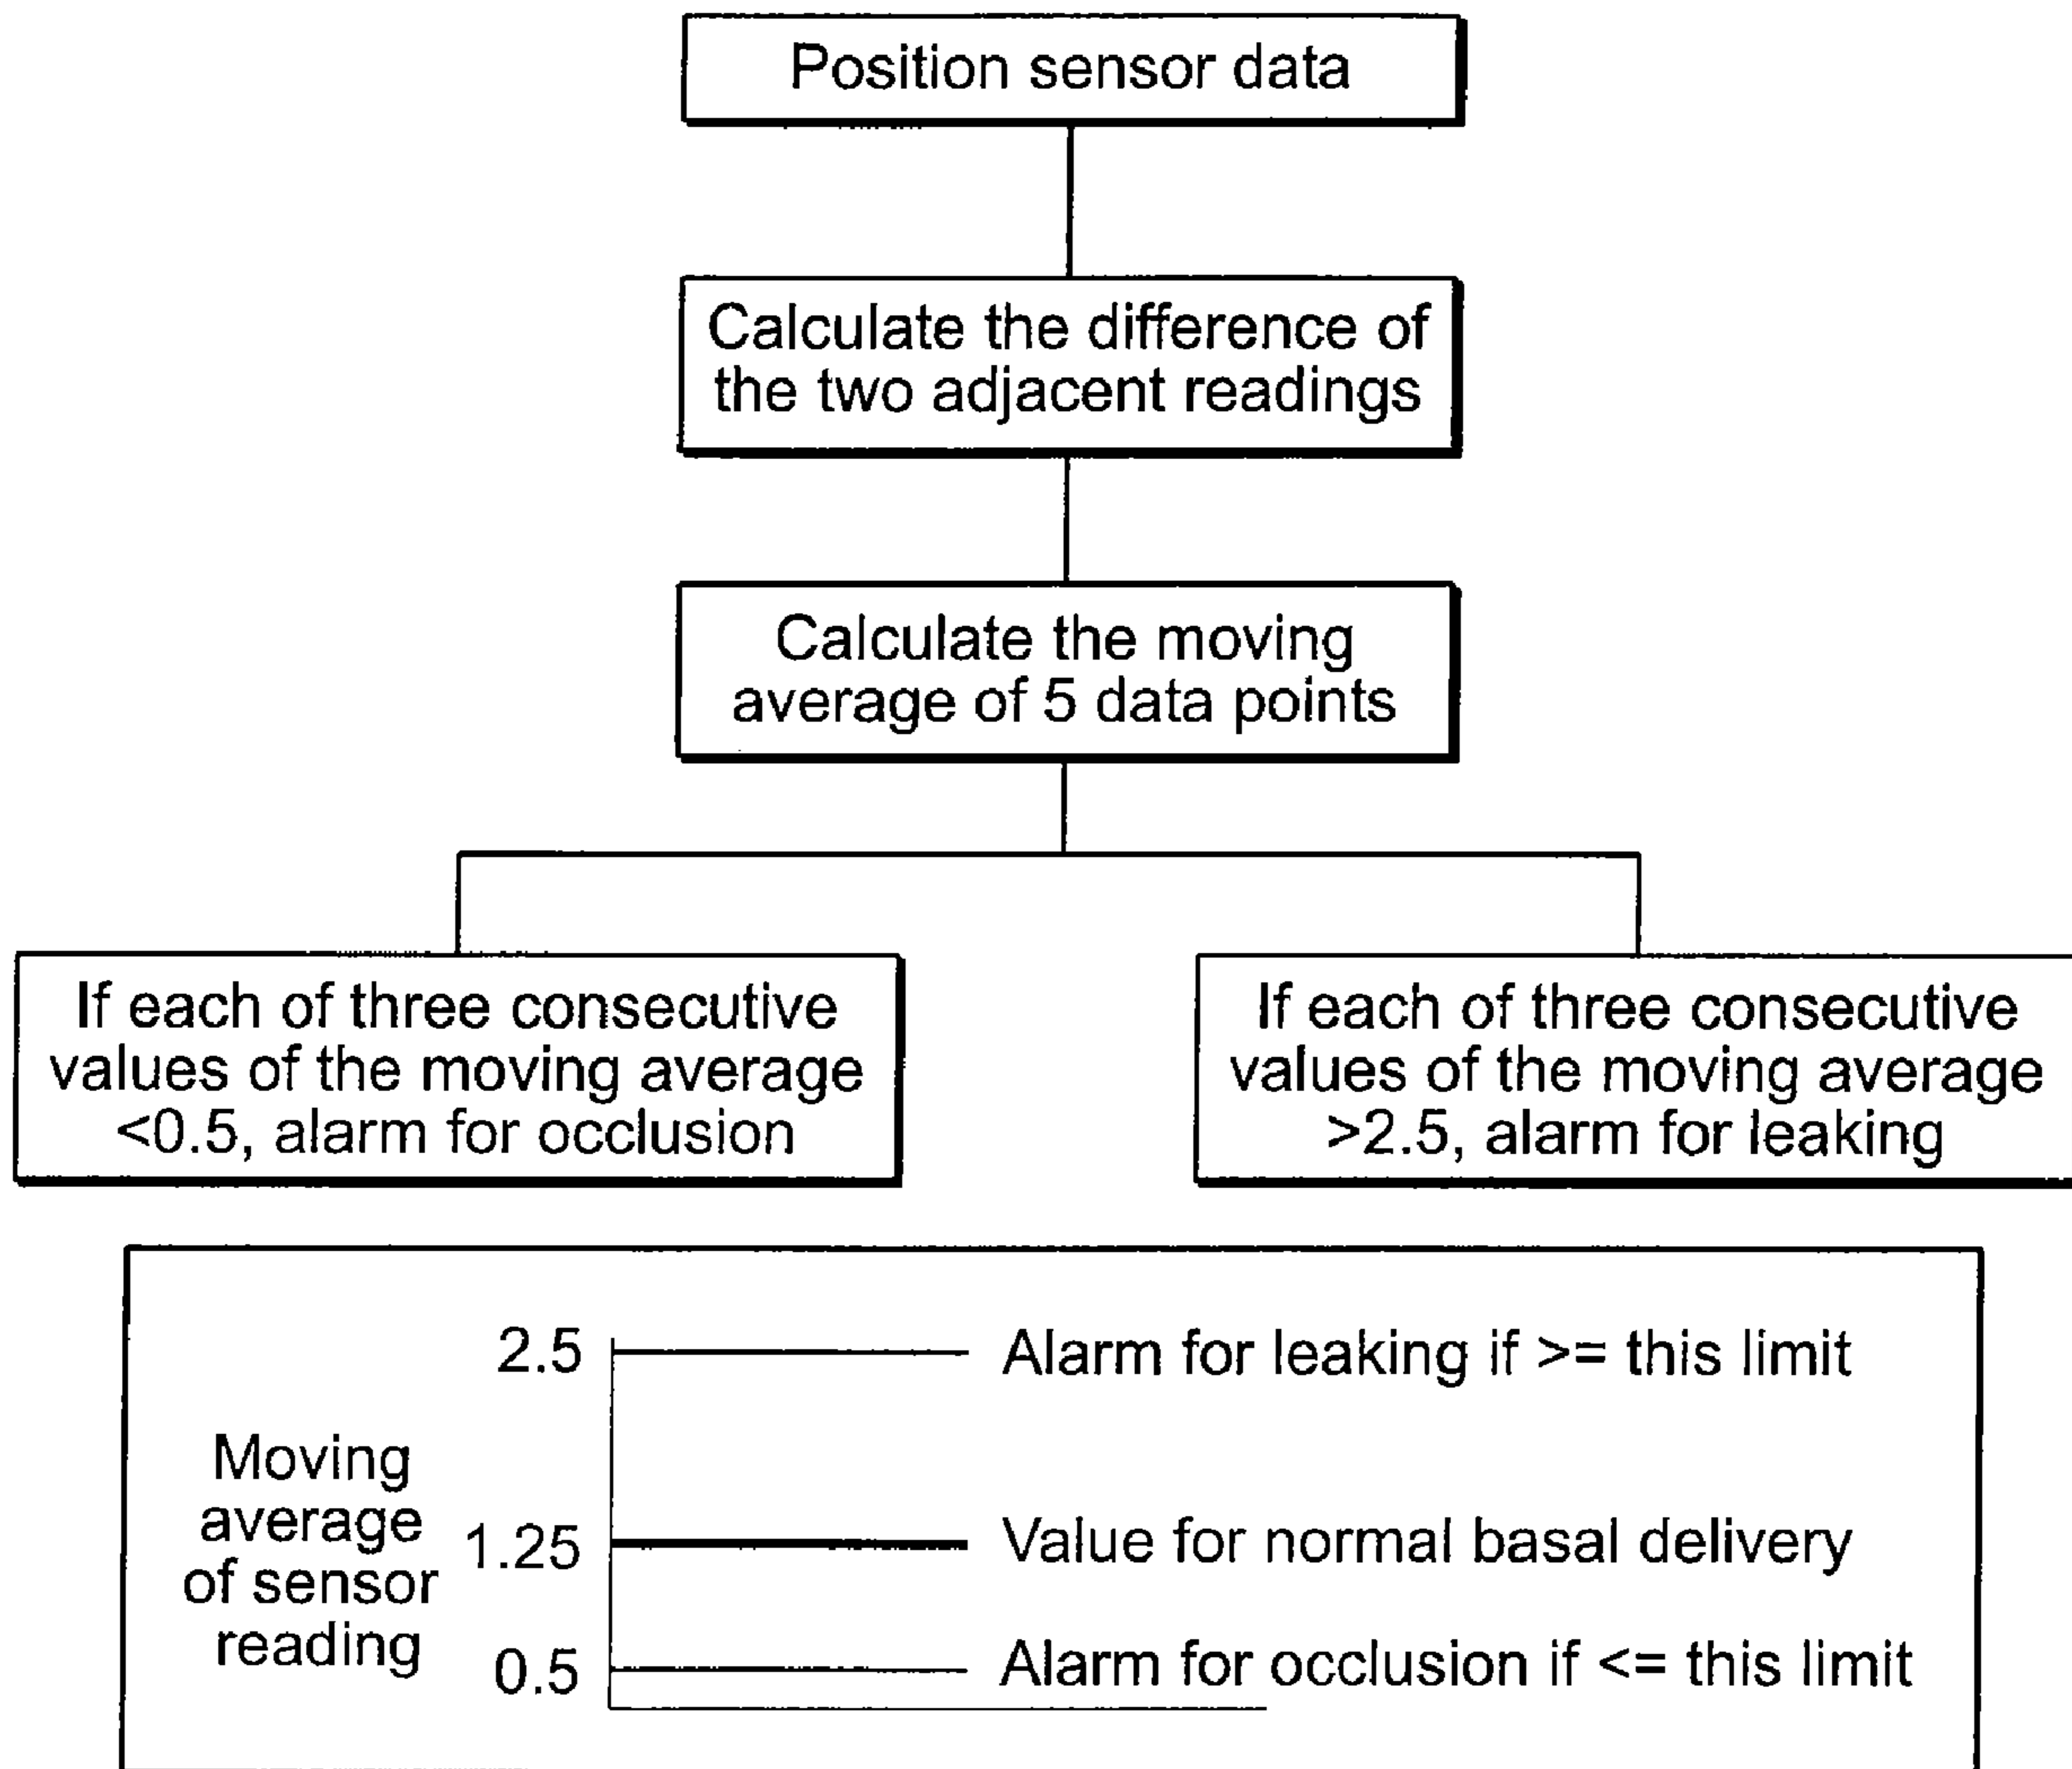 Position sensor data
Calculate the difference of
the two adjacent readings
Calculate the moving
average of 5 data points
If each of three consecutive
values of the moving average
<0.5, alarm for occlusion
If each of three consecutive
values of the moving average
>2.5, alarm for leaking
Moving
average
of sensor
reading
2.5
Alarm for leaking if >= this limit
1.25
Value for normal basal delivery
0.5
Alarm for occlusion if <= this limit